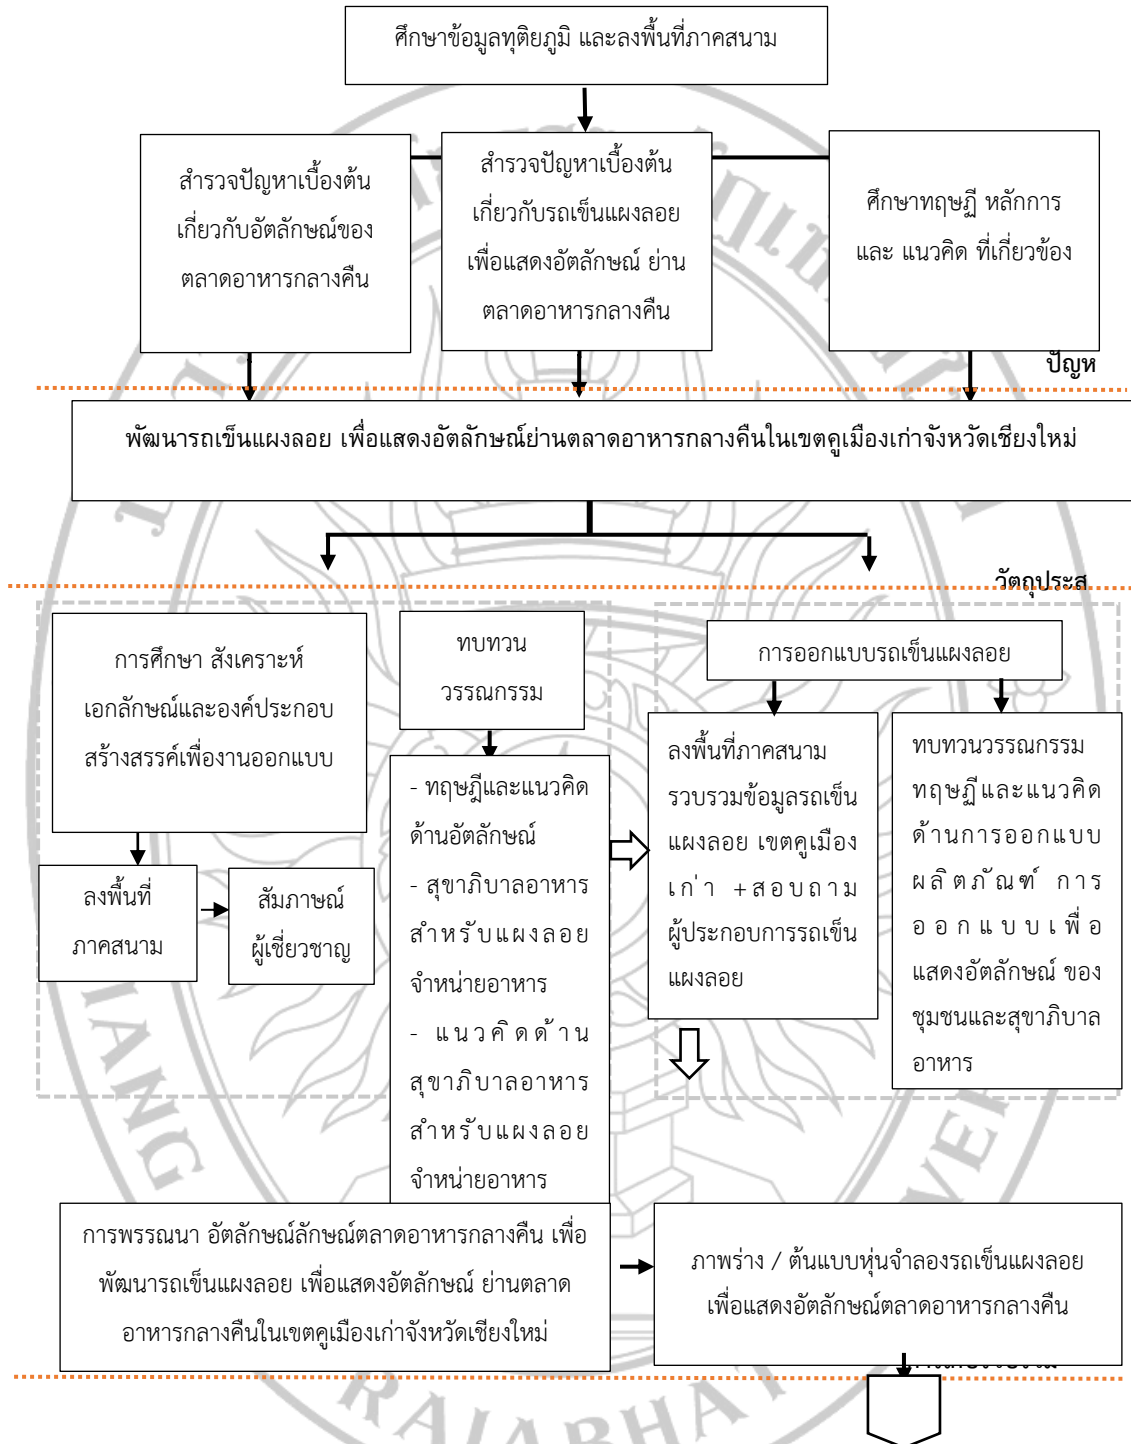 ศึกษาข้อมูลทุติยภูมิ และลงพื้นที่ภาคสนาม
สำรวจปัญหาเบื้องต้น
เกี่ยวกับอัตลักษณ์ของ
ตลาดอาหารกลางคืน
สำรวจปัญหาเบื้องต้น
เกี่ยวกับรถเข็นแผงลอย
เพื่อแสดงอัตลักษณ์ ย่าน
ตลาดอาหารกลางคืน
ศึกษาทฤษฏี หลักการ
และ แนวคิด ที่เกี่ยวข้อง
ปัญห
พัฒนารถเข็นแผงลอย เพื่อแสดงอัตลักษณ์ย่านตลาดอาหารกลางคืนในเขตคูเมืองเก่าจังหวัดเชียงใหม่
วัตถุประส
การศึกษา สังเคราะห์
เอกลักษณ์และองค์ประกอบ
สร้างสรรค์เพื่องานออกแบบ
ลงพื้นที่
ภาคสนาม
สัมภาษณ์
ผู้เชี่ยวชาญ
ทบทวน
วรรณกรรม
- ทฤษฎีและแนวคิด
ด้านอัตลักษณ์
- สุขาภิบาลอาหาร
สำหรับแผงลอย
จำหน่ายอาหาร
- แนวคิดด้าน
สุขาภิบาลอาหาร
สำหรับแผงลอย
จำหน่ายอาหาร
การออกแบบรถเข็นแผงลอย
ลงพื้นที่ภาคสนาม
รวบรวมข้อมูลรถเข็น
แผงลอย เขตคูเมือง
เก่า +สอบถาม
ผู้ประกอบการรถเข็น
แผงลอย
ทบทวนวรรณกรรม
ทฤษฏีและแนวคิด
ด้านการออกแบบ
ผลิตภัณฑ์ การ
ออกแบบเพื่อ
แสดงอัตลักษณ์ ของ
ชุมชนและสุขาภิบาล
อาหาร
การพรรณนา อัตลักษณ์ลักษณ์ตลาดอาหารกลางคืน เพื่อ
พัฒนารถเข็นแผงลอย เพื่อแสดงอัตลักษณ์ ย่านตลาด
อาหารกลางคืนในเขตคูเมืองเก่าจังหวัดเชียงใหม่
ภาพร่าง / ต้นแบบหุ่นจำลองรถเข็นแผงลอย
เพื่อแสดงอัตลักษณ์ตลาดอาหารกลางคืน
RAJABHAT